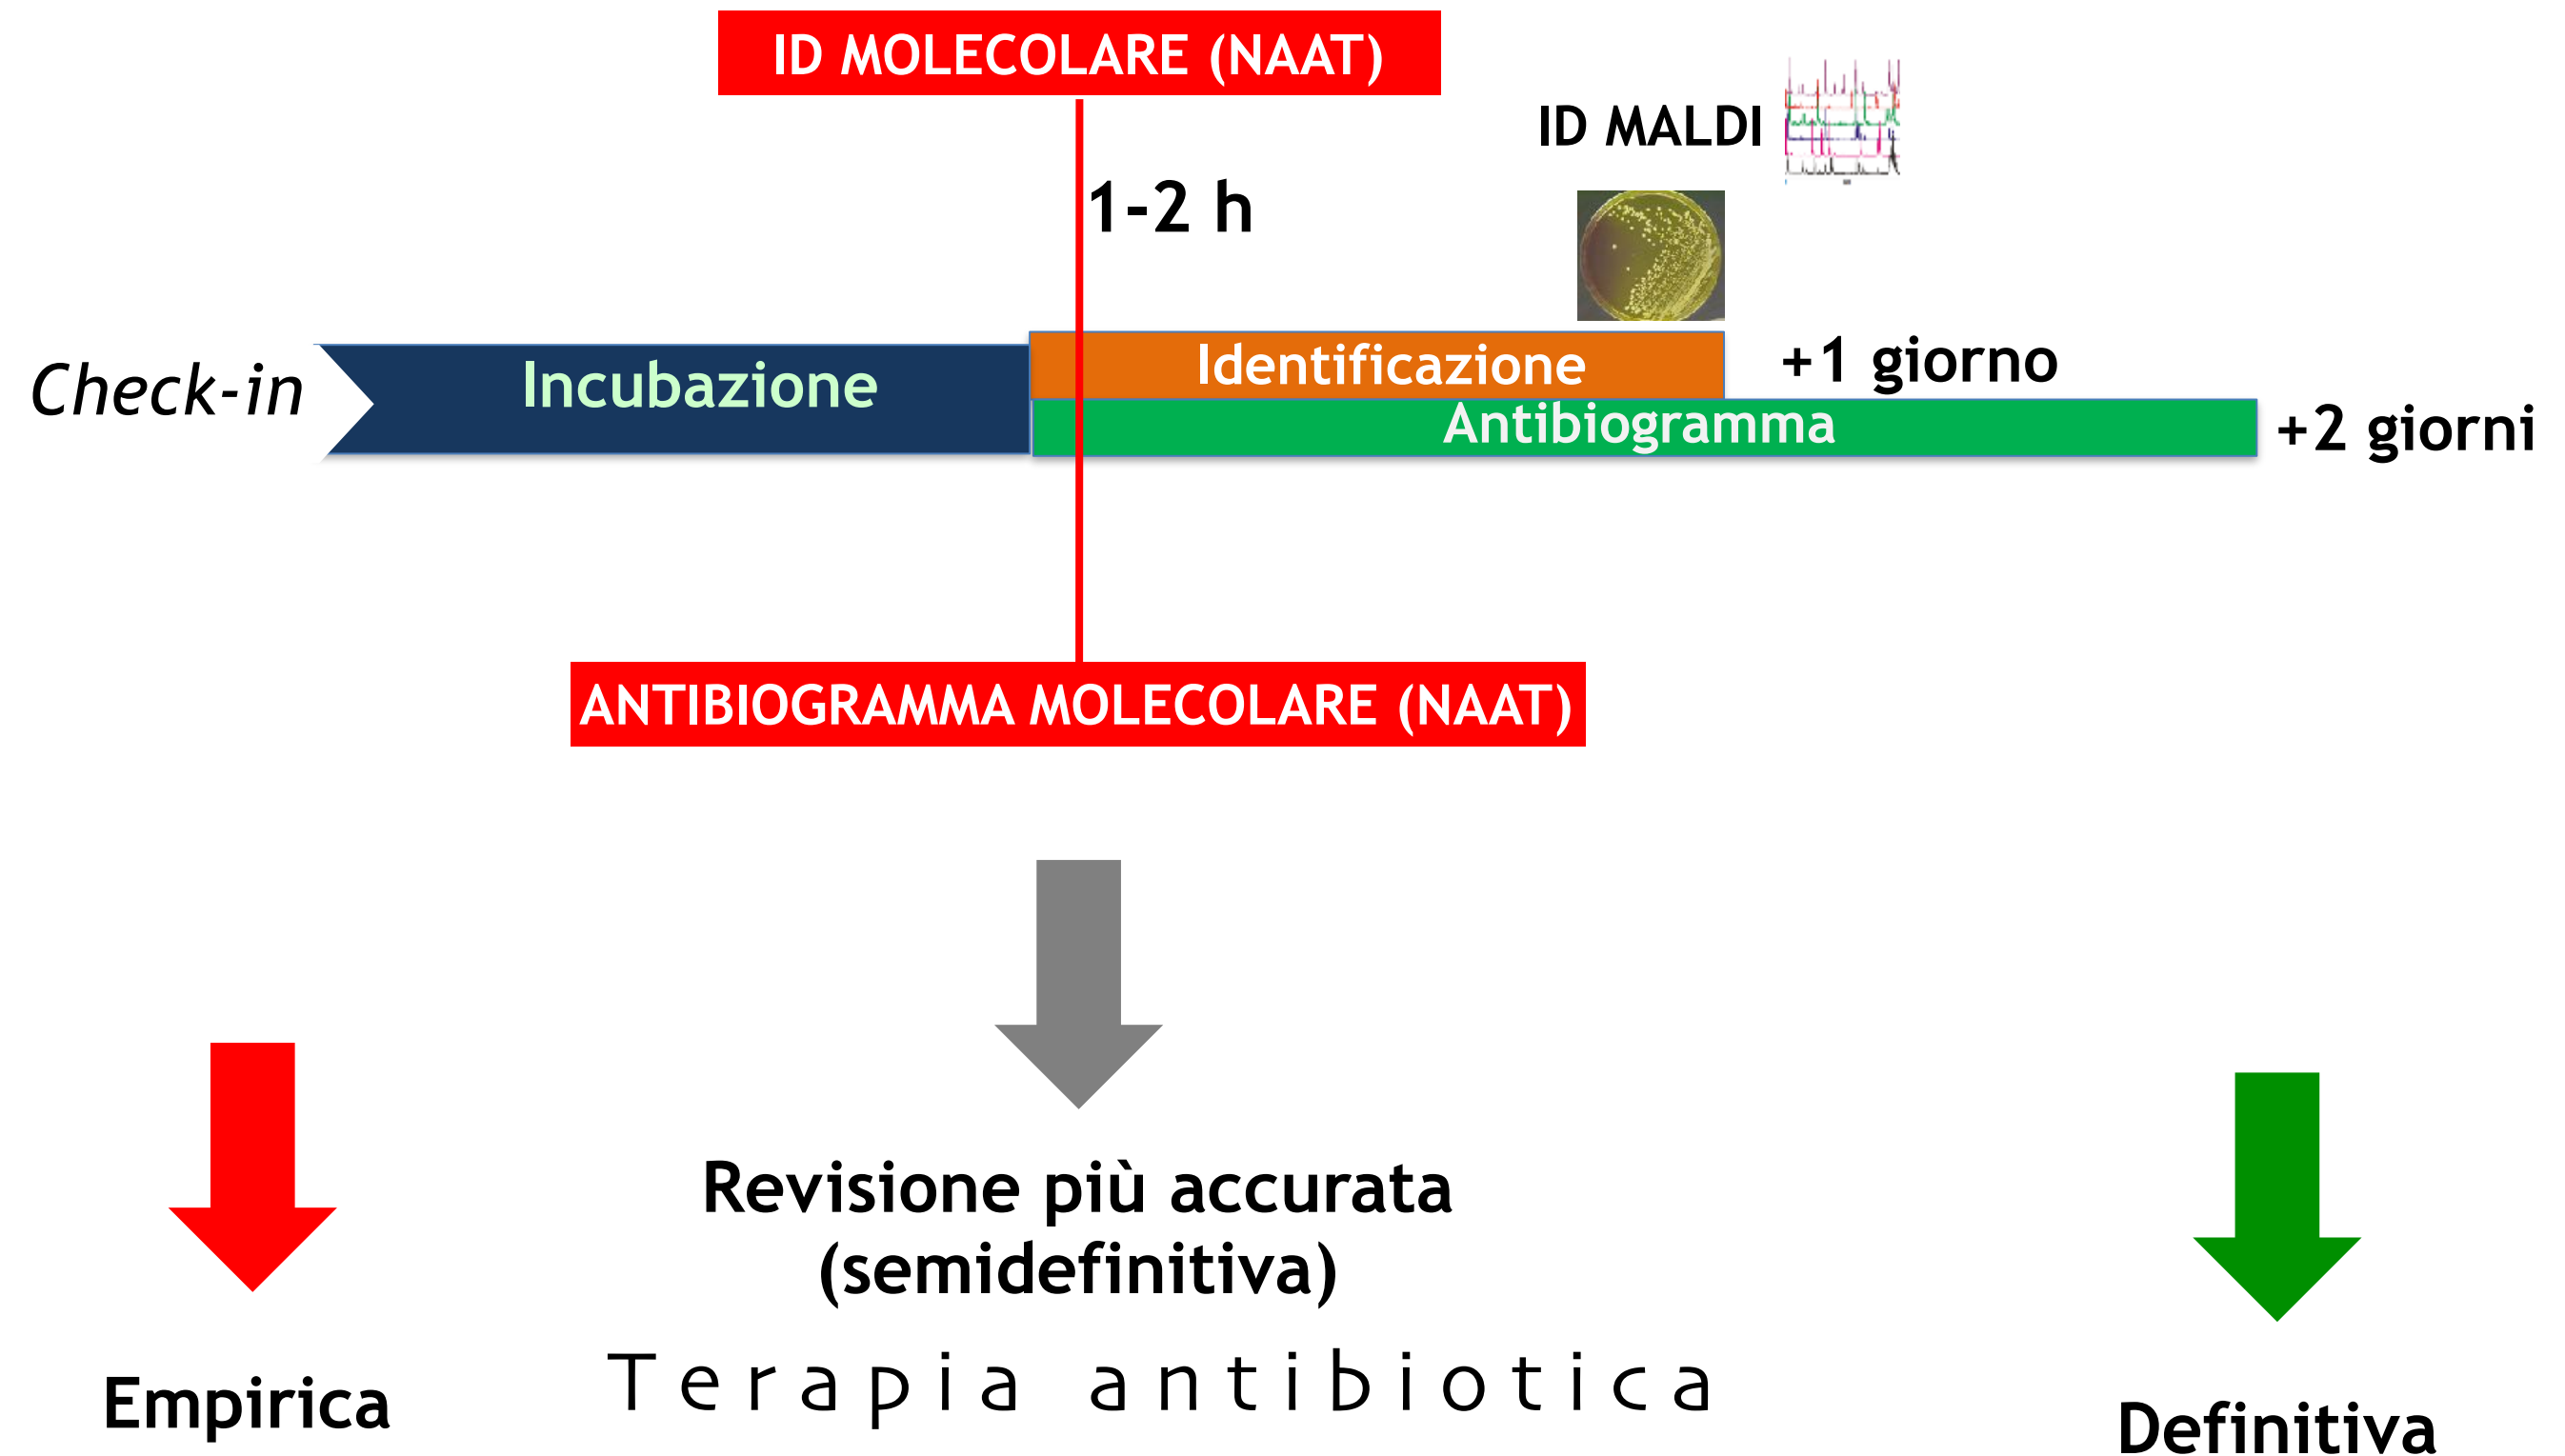 ID MOLECOLARE (NAAT)
ID MALDI
1-2 h
Check-in
Incubazione
Identificazione
+1 giorno
Antibiogramma
+2 giorni
ANTIBIOGRAMMA MOLECOLARE (NAAT)
Revisione più accurata
(semidefinitiva)
Terapia antibiotica
Empirica
Definitiva